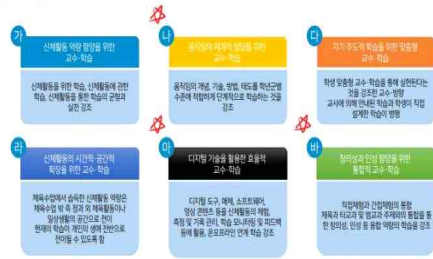 가
신체활동 역량 함양을 위한
교수·학습
신체활동을 위한 학습, 신체활동에 관한
학습, 신체활동을 통한 학습의 균형과
실천 강조
나
움직임의 체계적 발달을 위한
교수·학습
움직임의 개념, 기술, 방법, 태도를 학년군별
수준에 적합하게 단계적으로 학습하는 것을
강조
다
자기 주도적 학습을 위한 맞춤형
교수·학습
학생 맞춤형 교수·학습을 통해 실현된다는
것을 강조한 교수·방향
교사에 의해 안내된 학습과 학생이 직접
설계한 학습이 병행
라
신체활동의 시간적·공간적
확장을 위한 교수·학습
체육수업에서 습득한 신체활동 역량은
체육수업 밖 즉 정과 외 체육활동이나
일상생활의 공간으로 전이
현재의 학습이 개인의 생애 전반으로
전이될 수 있도록 함
마
디지털 기술을 활용한 효율적
교수·학습
디지털 도구, 매체, 소프트웨어,
영상 콘텐츠 등을 신체활동의 체험,
측정 및 기록 관리, 학습 모니터링 및 피드백
등에 활용, 온오프라인 연계 학습 강조
바
창의성과 인성 함양을 위한
통합적 교수·학습
직접체험과 간접체험의 통합
체육과 타교과 및 범교과 주제와의 통합을 통
한 창의성, 인성 등 융합 역량의 학습을 강조